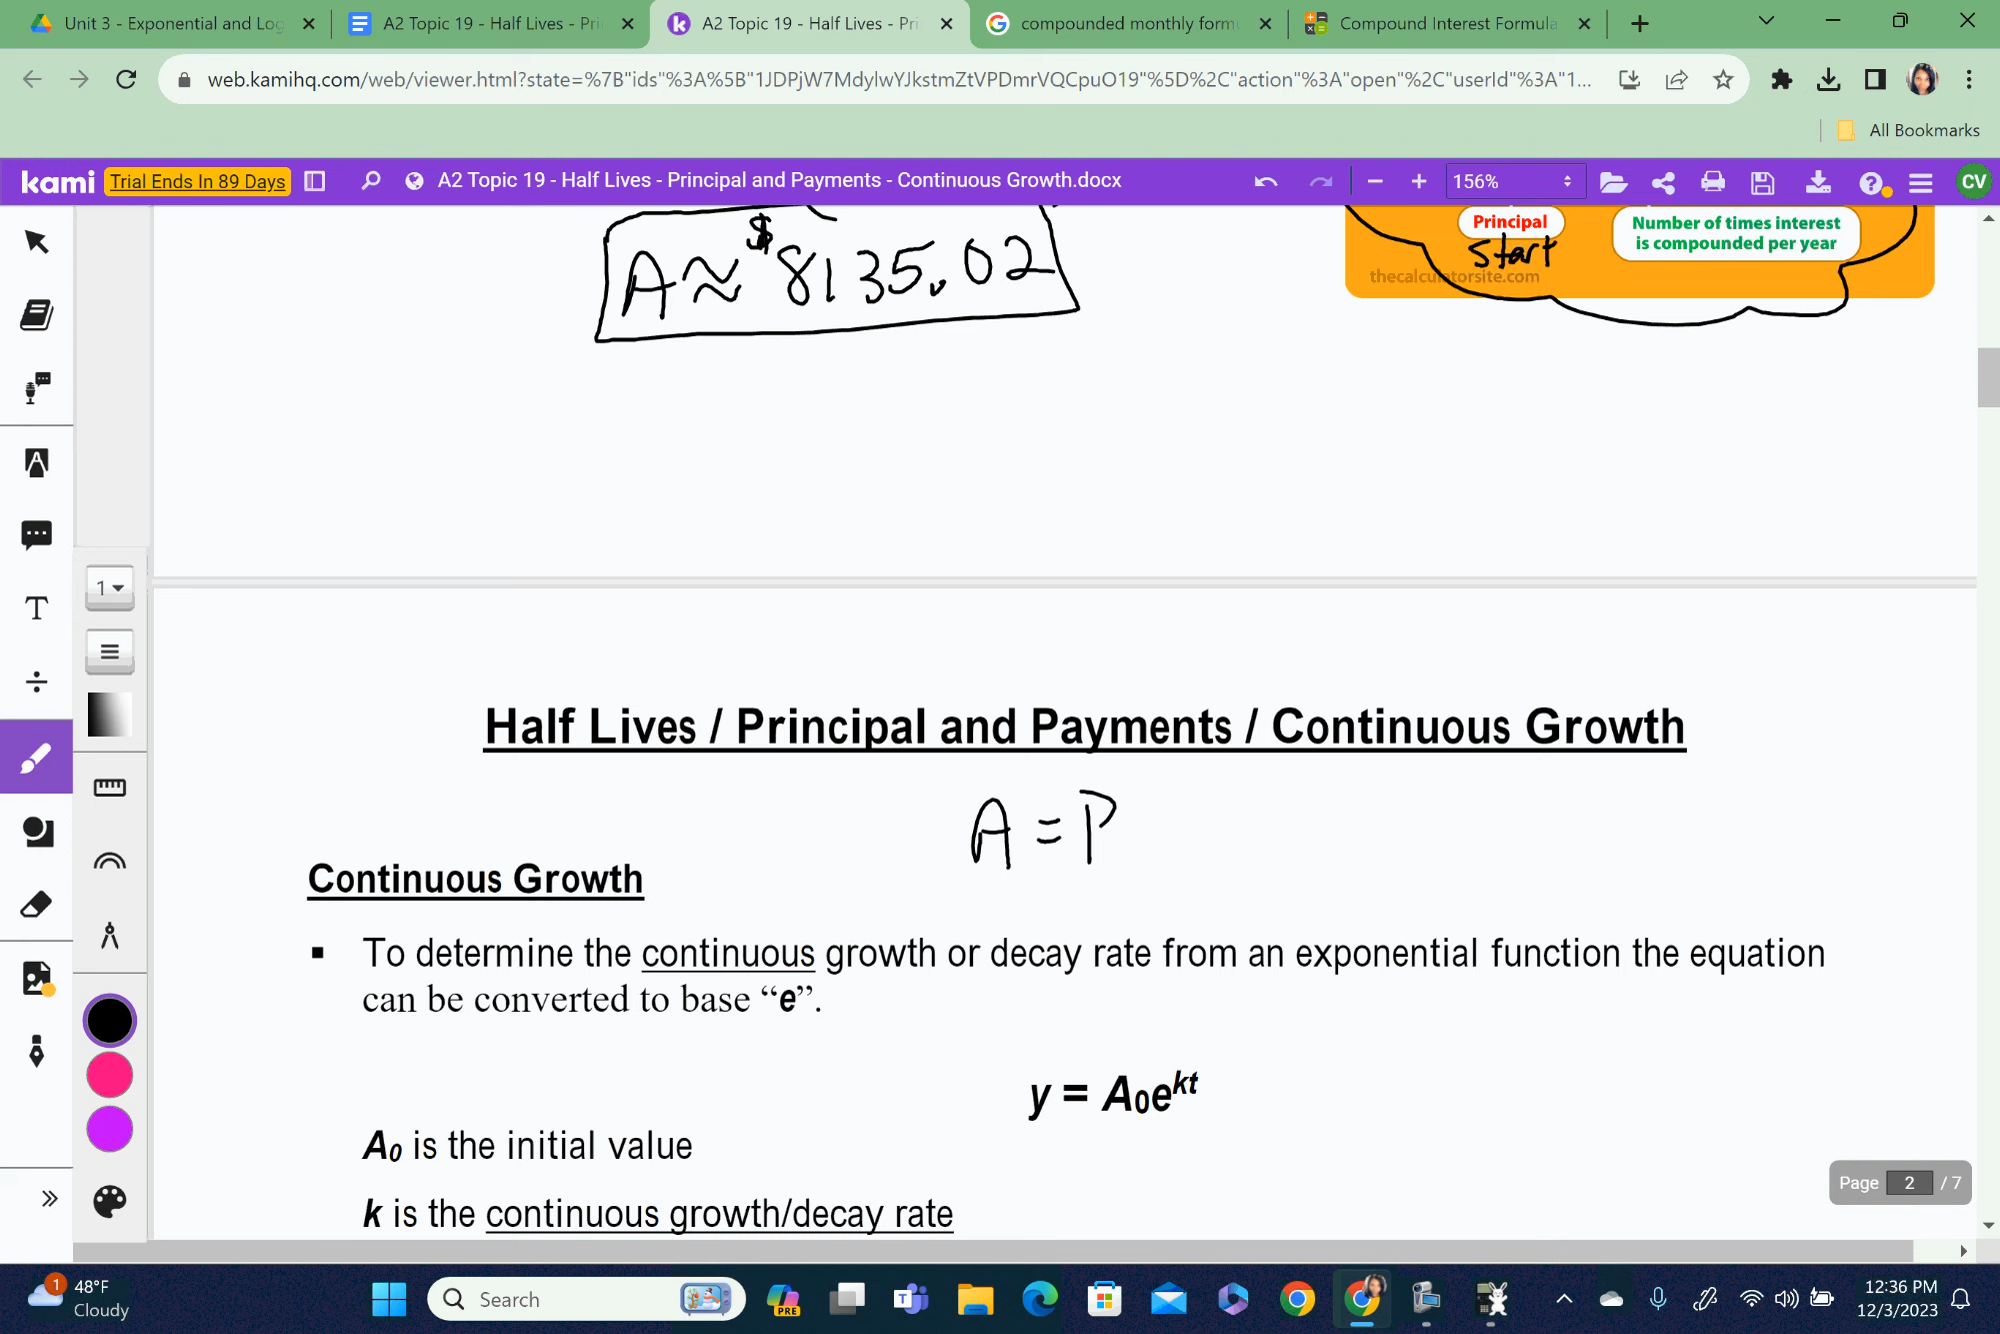 Unit 3 - Exponential and Log
A2 Topic 19 - Half Lives - Pri
A2 Topic 19 - Half Lives - Pri
compounded monthly form
Compound Interest Formula
web.kamihq.com/web/viewer.html?state=%7B"ids"%3A%5B"1JDPjW7MdylwYJkstmZtVPDmrVQCpuO19"%5D%2C"action"%3A"open"%2C"userId"%3A"1...
All Bookmarks
kami Trial Ends In 89 Days A2 Topic 19 - Half Lives - Principal and Payments - Continuous Growth.docx 156% CV
Principal
Number of times interest
is compounded per year
start
thecalculatorsite.com
A ≈ $8135.02
1
Half Lives / Principal and Payments / Continuous Growth
A = P
Continuous Growth
▪ To determine the continuous growth or decay rate from an exponential function the equation
can be converted to base “e”.
y = A₀eᵏᵗ
A₀ is the initial value
k is the continuous growth/decay rate
Page 2 / 7
1
48°F
Cloudy
Search
PRE
12:36 PM
12/3/2023